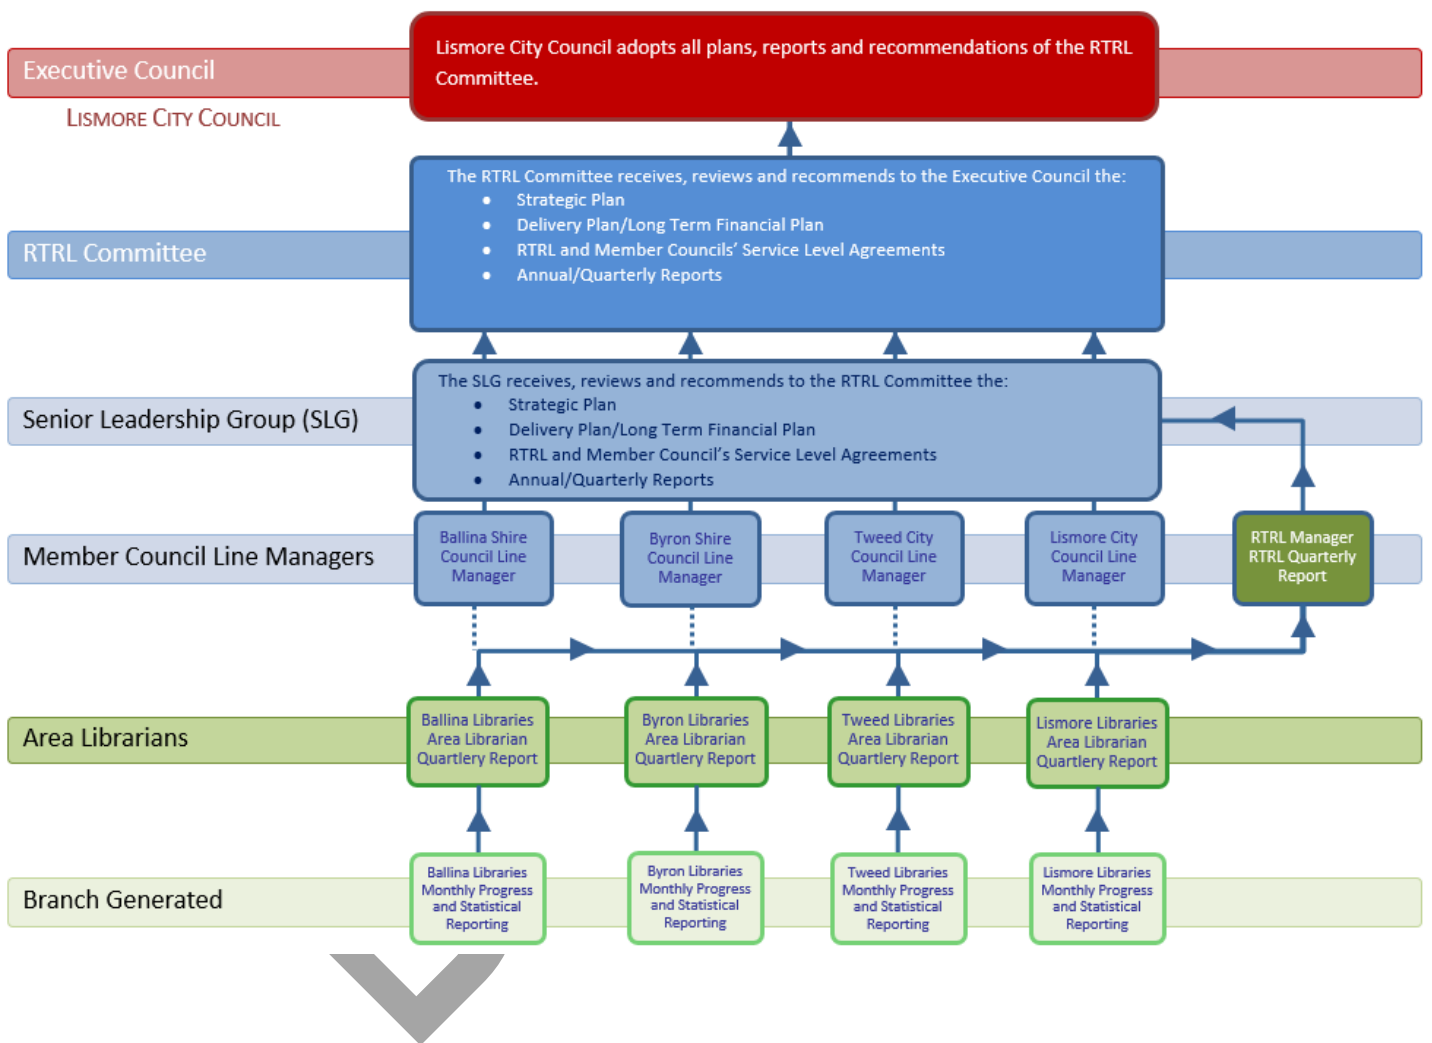 Lismore City Council adopts all plans, reports and recommendations of the RTRL
Committee.
Executive Council
LISMORE CITY COUNCIL
The RTRL Committee receives, reviews and recommends to the Executive Council the:
• Strategic Plan
• Delivery Plan/Long Term Financial Plan
• RTRL and Member Councils’ Service Level Agreements
• Annual/Quarterly Reports
RTRL Committee
The SLG receives, reviews and recommends to the RTRL Committee the:
• Strategic Plan
• Delivery Plan/Long Term Financial Plan
• RTRL and Member Council’s Service Level Agreements
• Annual/Quarterly Reports
Senior Leadership Group (SLG)
Member Council Line Managers
Ballina Shire
Council Line
Manager
Byron Shire
Council Line
Manager
Tweed City
Council Line
Manager
Lismore City
Council Line
Manager
RTRL Manager
RTRL Quarterly
Report
Area Librarians
Ballina Libraries
Area Librarian
Quartlery Report
Byron Libraries
Area Librarian
Quartlery Report
Tweed Libraries
Area Librarian
Quartlery Report
Lismore Libraries
Area Librarian
Quartlery Report
Branch Generated
Ballina Libraries
Monthly Progress
and Statistical
Reporting
Byron Libraries
Monthly Progress
and Statistical
Reporting
Tweed Libraries
Monthly Progress
and Statistical
Reporting
Lismore Libraries
Monthly Progress
and Statistical
Reporting